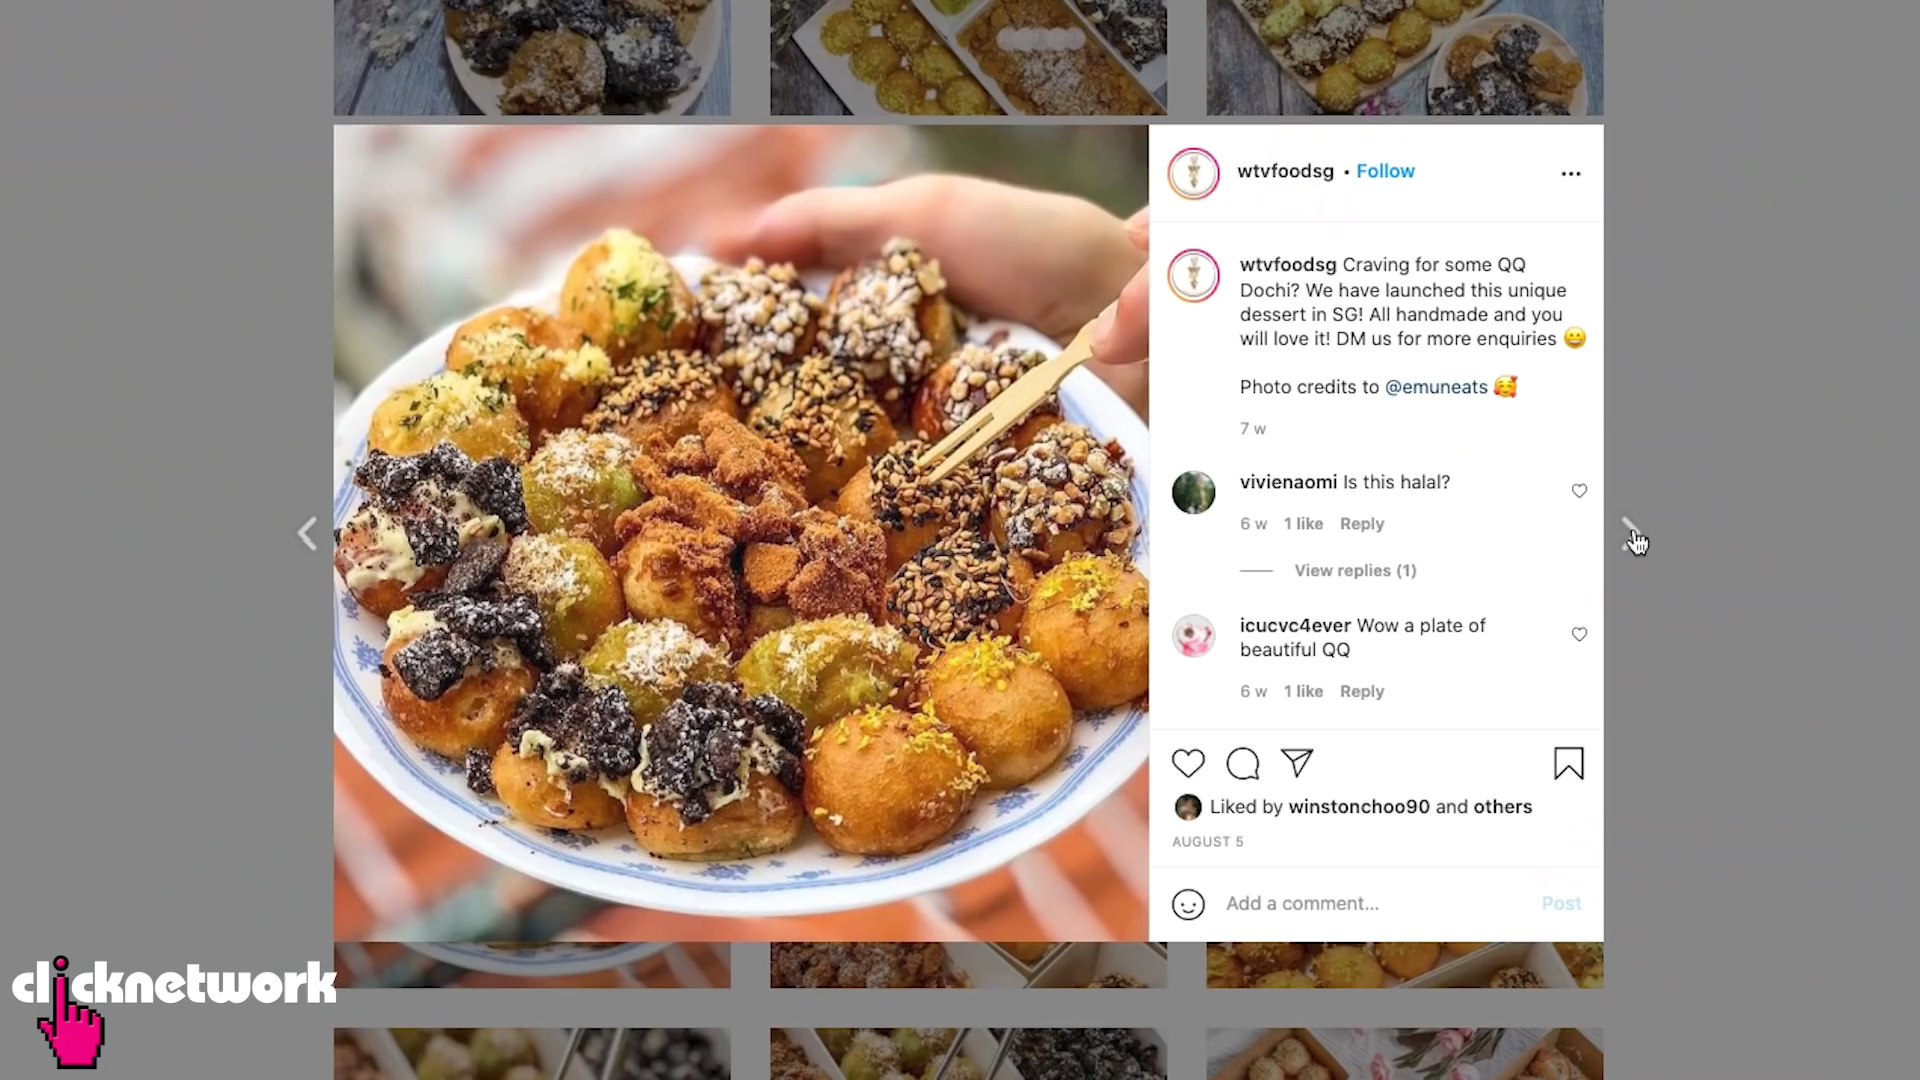 wtvfoodsg • Follow
wtvfoodsg Craving for some QQ
Dochi? We have launched this unique
dessert in SG! All handmade and you
will love it! DM us for more enquiries 😀
Photo credits to @emuneats 🥰
7 w
vivienaomi Is this halal?
6 w 1 like Reply
View replies (1)
icucvc4ever Wow a plate of
beautiful QQ
6 w 1 like Reply
Liked by winstonchoo90 and others
AUGUST 5
Add a comment... Post
clicknetwork